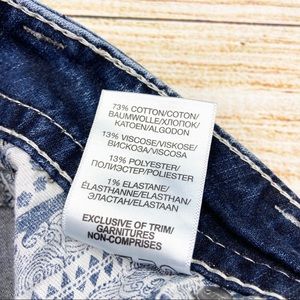 73% COTTON/COTON/
BAUMWOLLE/ХЛОПОК/
KATOEN/ALGODON
13% VISCOSE/VISKOSE/
ВИСКОЗА/VISCOSA
13% POLYESTER/
ПОЛИЭСТЕР/POLIESTER
1% ELASTANE/
ÉLASTHANNE/ELASTHAN/
ЭЛАСТАН/ELASTAAN
EXCLUSIVE OF TRIM/
GARNITURES
NON-COMPRISES